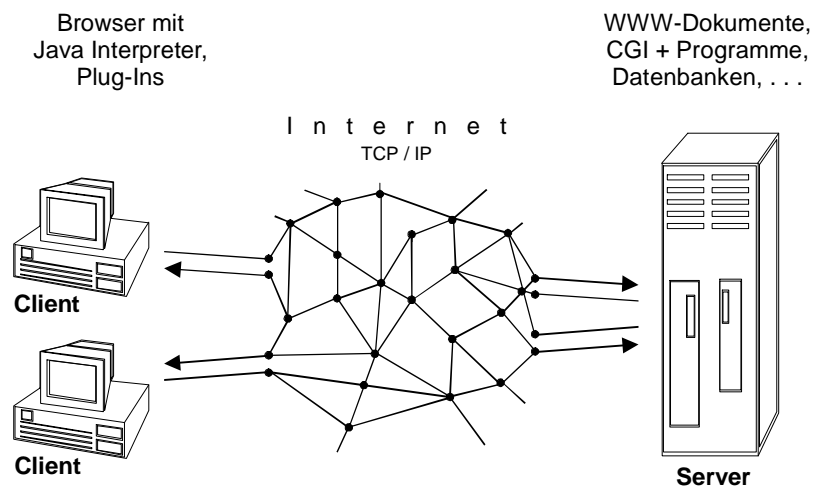 Browser mit
Java Interpreter,
Plug-Ins
WWW-Dokumente,
CGI + Programme,
Datenbanken, . . .
I n t e r n e t
TCP / IP
Client
Client
Server